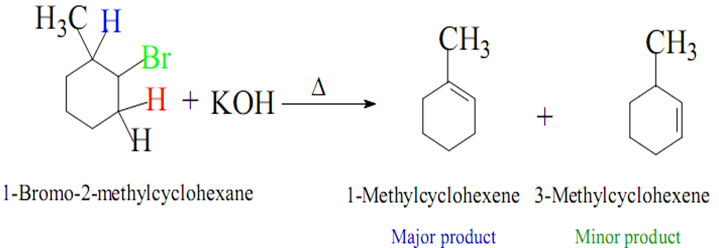 H₃C H
Br
H
H
+ KOH Δ
CH₃
+
CH₃
1-Bromo-2-methylcyclohexane
1-Methylcyclohexene
3-Methylcyclohexene
Major product
Minor product